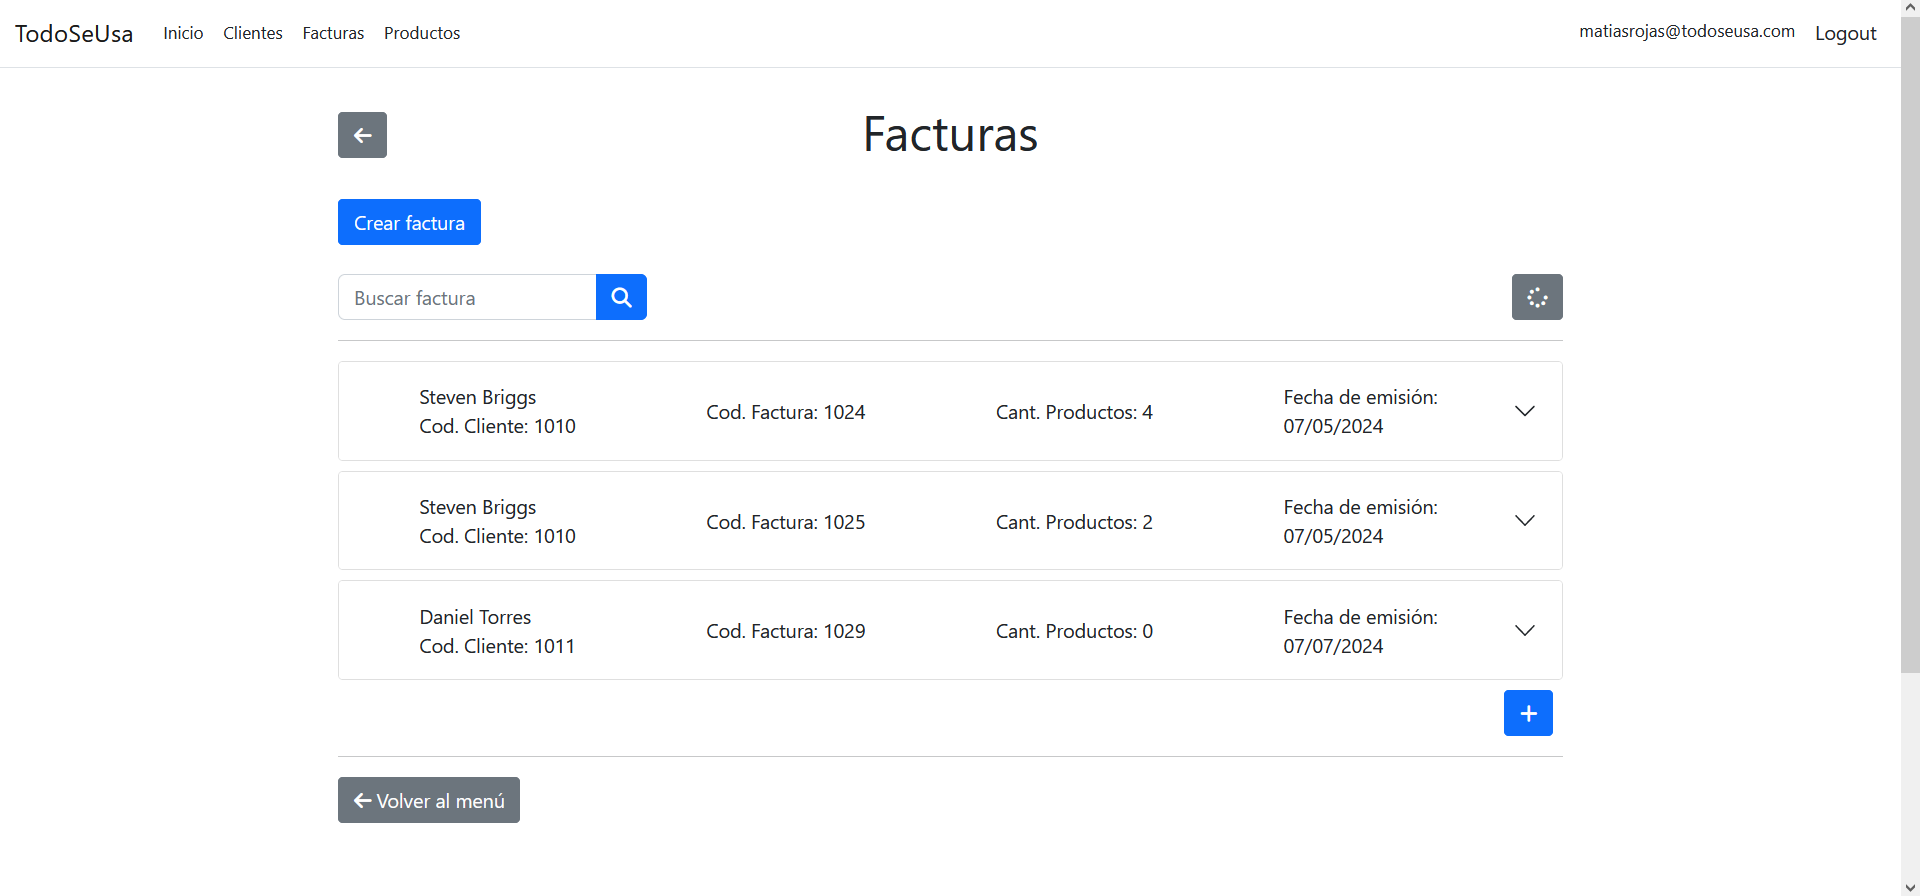 TodoSeUsa Inicio Clientes Facturas Productos matiasrojas@todoseusa.com Logout
Facturas
Crear factura
Buscar factura
Steven Briggs
Cod. Cliente: 1010
Cod. Factura: 1024
Cant. Productos: 4
Fecha de emisión:
07/05/2024
Steven Briggs
Cod. Cliente: 1010
Cod. Factura: 1025
Cant. Productos: 2
Fecha de emisión:
07/05/2024
Daniel Torres
Cod. Cliente: 1011
Cod. Factura: 1029
Cant. Productos: 0
Fecha de emisión:
07/07/2024
Volver al menú